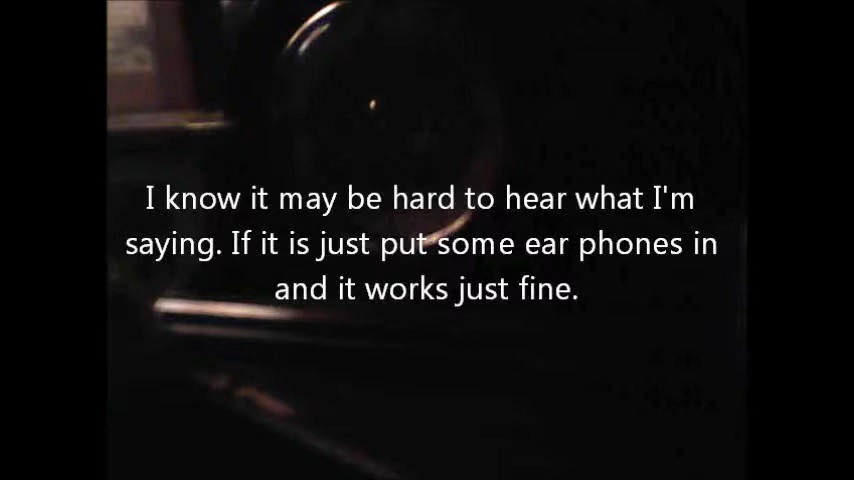 I know it may be hard to hear what I'm
saying. If it is just put some ear phones in
and it works just fine.